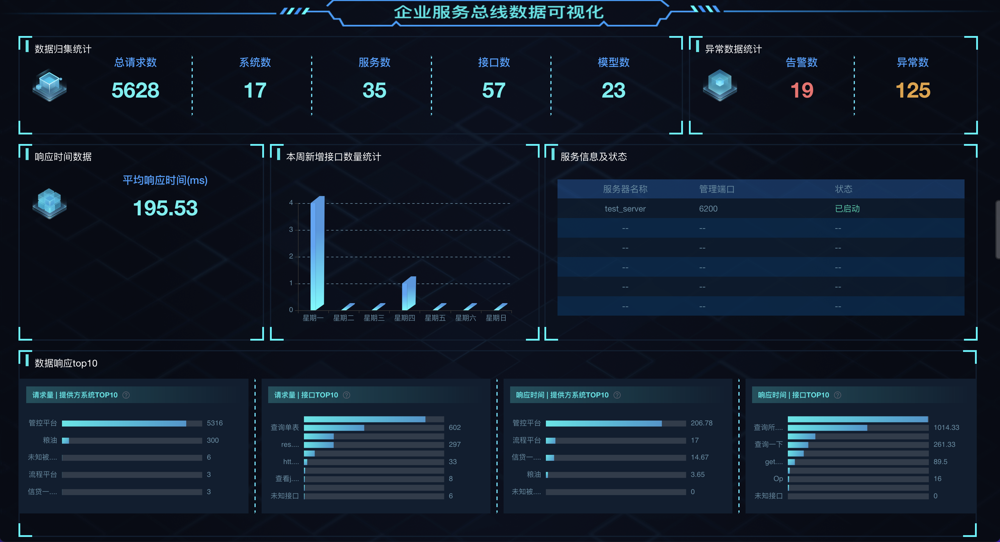 企业服务总线数据可视化
数据归集统计
总请求数
5628
系统数
17
服务数
35
接口数
57
模型数
23
异常数据统计
告警数
19
异常数
125
响应时间数据
平均响应时间(ms)
195.53
本周新增接口数量统计
4
3
2
1
0
星期一 星期二 星期三 星期四 星期五 星期六 星期日
服务信息及状态
服务器名称 管理端口 状态
test_server 6200 已启动
-- -- --
-- -- --
-- -- --
-- -- --
-- -- --
数据响应top10
请求量 | 提供方系统TOP10 ?
管控平台 5316
粮油 300
未知被.... 6
流程平台 3
信贷一.... 3
请求量 | 接口TOP10 ?
查询单表 602
res.... 297
htt.... 33
查看j.... 8
未知接口 6
响应时间 | 提供方系统TOP10 ?
管控平台 206.78
流程平台 17
信贷一.... 14.67
粮油 3.65
未知被.... 0
响应时间 | 接口TOP10 ?
查询所.... 1014.33
查询一下 261.33
get.... 89.5
Op 16
未知接口 0